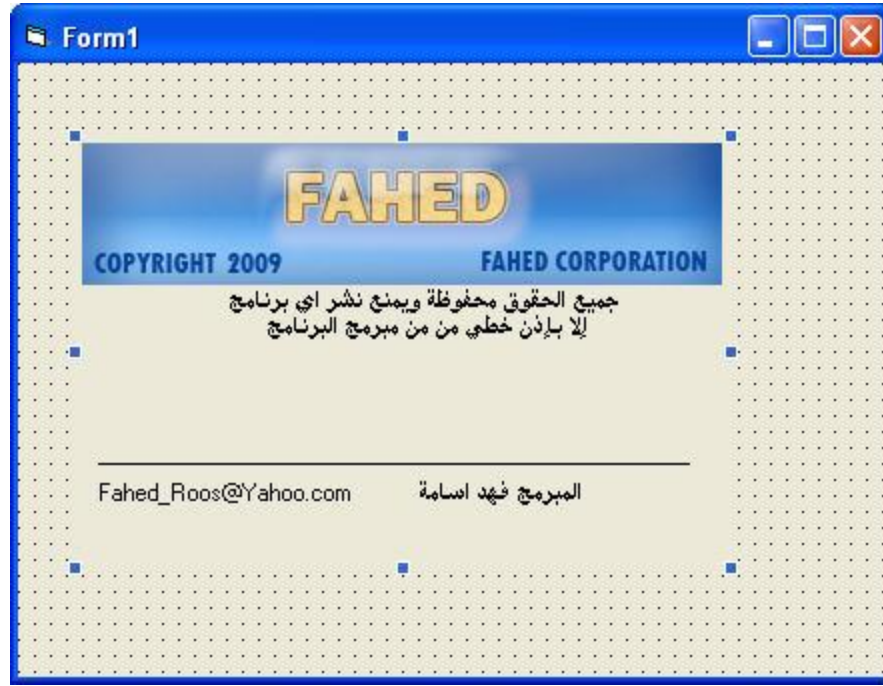 Form1
FAHED
COPYRIGHT 2009 FAHED CORPORATION
جميع الحقوق محفوظة ويمنع نشر اي برنامج
إلا بإذن خطي من من مبرمج البرنامج
Fahed_Roos@Yahoo.com المبرمج فهد اسامة